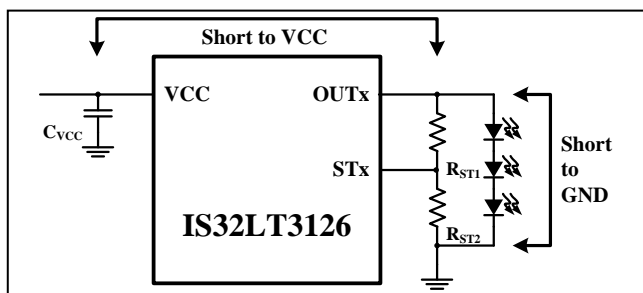 Short to VCC
VCC
OUTx
CVCC
Short
to
GND
STx
RST1
IS32LT3126
RST2